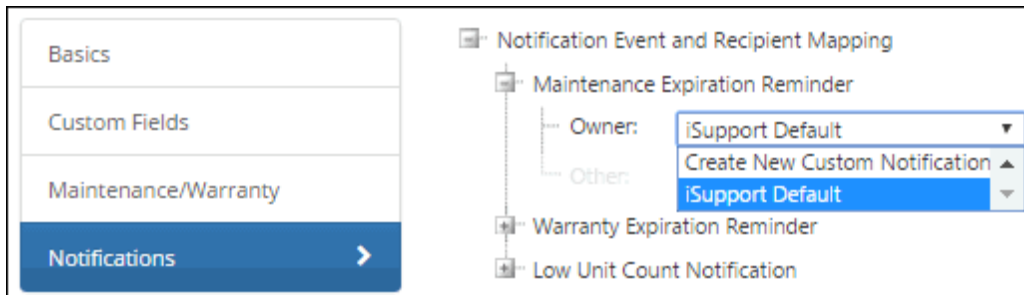 Basics
Custom Fields
Maintenance/Warranty
Notifications
Notification Event and Recipient Mapping
Maintenance Expiration Reminder
Owner: iSupport Default
Create New Custom Notification
Other: iSupport Default
Warranty Expiration Reminder
Low Unit Count Notification